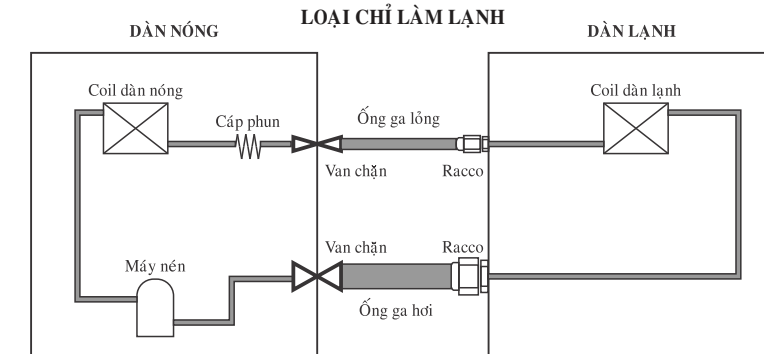 LOẠI CHỈ LÀM LẠNH
DÀN NÓNG
DÀN LẠNH
Coil dàn nóng
Coil dàn lạnh
Cáp phun
Ống ga lỏng
Van chặn
Racco
Van chặn
Racco
Máy nén
Ống ga hơi